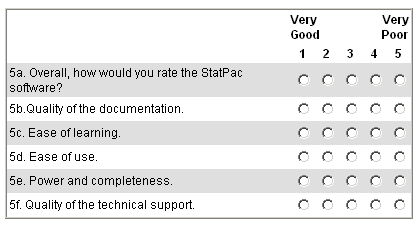 Very Very
Good Poor
1 2 3 4 5
5a. Overall, how would you rate the StatPac
software?
5b.Quality of the documentation.
5c. Ease of learning.
5d. Ease of use.
5e. Power and completeness.
5f. Quality of the technical support.